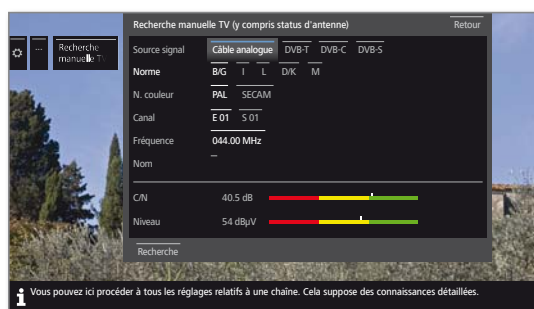 Recherche manuelle TV (y compris status d'antenne) Retour
...
Recherche
manuelle T
Source signal Câble analogue DVB-T DVB-C DVB-S
Norme B/G I L D/K M
N. couleur PAL SECAM
Canal E 01 S 01
Fréquence 044.00 MHz
Nom –
C/N 40.5 dB
Niveau 54 dBµV
Recherche
Vous pouvez ici procéder à tous les réglages relatifs à une chaîne. Cela suppose des connaissances détaillées.